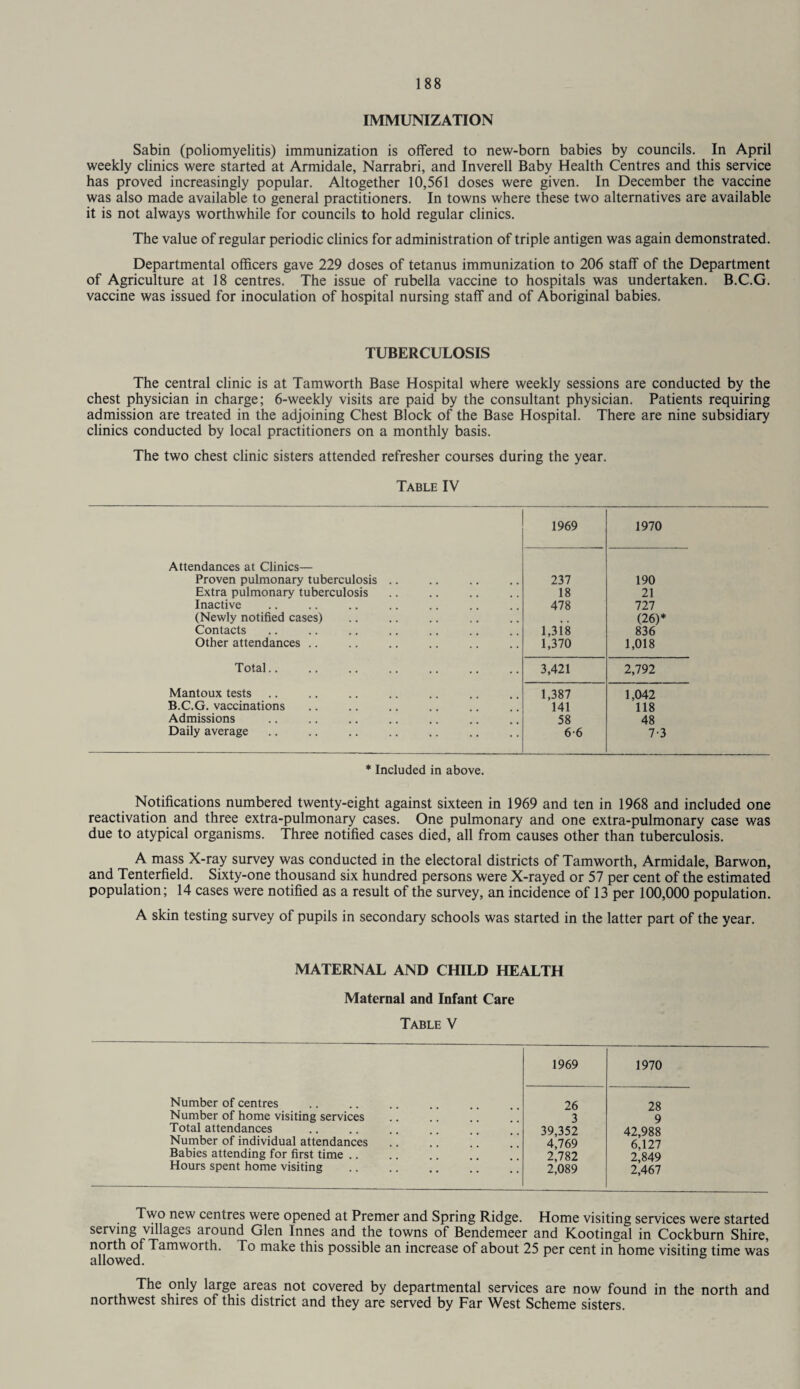 188
IMMUNIZATION
Sabin (poliomyelitis) immunization is offered to new-born babies by councils. In April
weekly clinics were started at Armidale, Narrabri, and Inverell Baby Health Centres and this service
has proved increasingly popular. Altogether 10,561 doses were given. In December the vaccine
was also made available to general practitioners. In towns where these two alternatives are available
it is not always worthwhile for councils to hold regular clinics.
The value of regular periodic clinics for administration of triple antigen was again demonstrated.
Departmental officers gave 229 doses of tetanus immunization to 206 staff of the Department
of Agriculture at 18 centres. The issue of rubella vaccine to hospitals was undertaken. B.C.G.
vaccine was issued for inoculation of hospital nursing staff and of Aboriginal babies.
TUBERCULOSIS
The central clinic is at Tamworth Base Hospital where weekly sessions are conducted by the
chest physician in charge; 6-weekly visits are paid by the consultant physician. Patients requiring
admission are treated in the adjoining Chest Block of the Base Hospital. There are nine subsidiary
clinics conducted by local practitioners on a monthly basis.
The two chest clinic sisters attended refresher courses during the year.
TABLE IV
1969 1970
Attendances at Clinics—
Proven pulmonary tuberculosis .. .. .. .. 237 190
Extra pulmonary tuberculosis .. .. .. .. 18 21
Inactive .. .. .. .. .. .. .. 478 727
(Newly notified cases) .. .. .. .. .. .. (26)*
Contacts .. .. .. .. .. .. .. 1,318 836
Other attendances .. .. .. .. .. .. 1,370 1,018
Total.. .. .. .. .. .. .. 3,421 2,792
Mantoux tests .. .. .. .. .. .. .. 1,387 1,042
B.C.G. vaccinations .. .. .. .. .. .. 141 118
Admissions .. .. .. .. .. .. .. 58 48
Daily average .. .. .. .. .. .. .. 6·6 7·3
* Included in above.
Notifications numbered twenty-eight against sixteen in 1969 and ten in 1968 and included one
reactivation and three extra-pulmonary cases. One pulmonary and one extra-pulmonary case was
due to atypical organisms. Three notified cases died, all from causes other than tuberculosis.
A mass X-ray survey was conducted in the electoral districts of Tamworth, Armidale, Barwon,
and Tenterfield. Sixty-one thousand six hundred persons were X-rayed or 57 per cent of the estimated
population; 14 cases were notified as a result of the survey, an incidence of 13 per 100,000 population.
A skin testing survey of pupils in secondary schools was started in the latter part of the year.
MATERNAL AND CHILD HEALTH
Maternal and Infant Care
TABLE V
1969 1970
Number of centres .. .. .. .. .. .. 26 28
Number of home visiting services .. .. .. .. 3 9
Total attendances .. .. .. .. .. .. 39,352 42,988
Number of individual attendances .. .. .. .. 4,769 6,127
Babies attending for first time .. .. .. .. .. 2,782 2,849
Hours spent home visiting .. .. .. .. .. 2,089 2,467
Two new centres were opened at Premer and Spring Ridge. Home visiting services were started
serving villages around Glen Innes and the towns of Bendemeer and Kootingal in Cockburn Shire,
north of Tamworth. To make this possible an increase of about 25 per cent in home visiting time was
allowed.
The only large areas not covered by departmental services are now found in the north and
northwest shires of this district and they are served by Far West Scheme sisters.